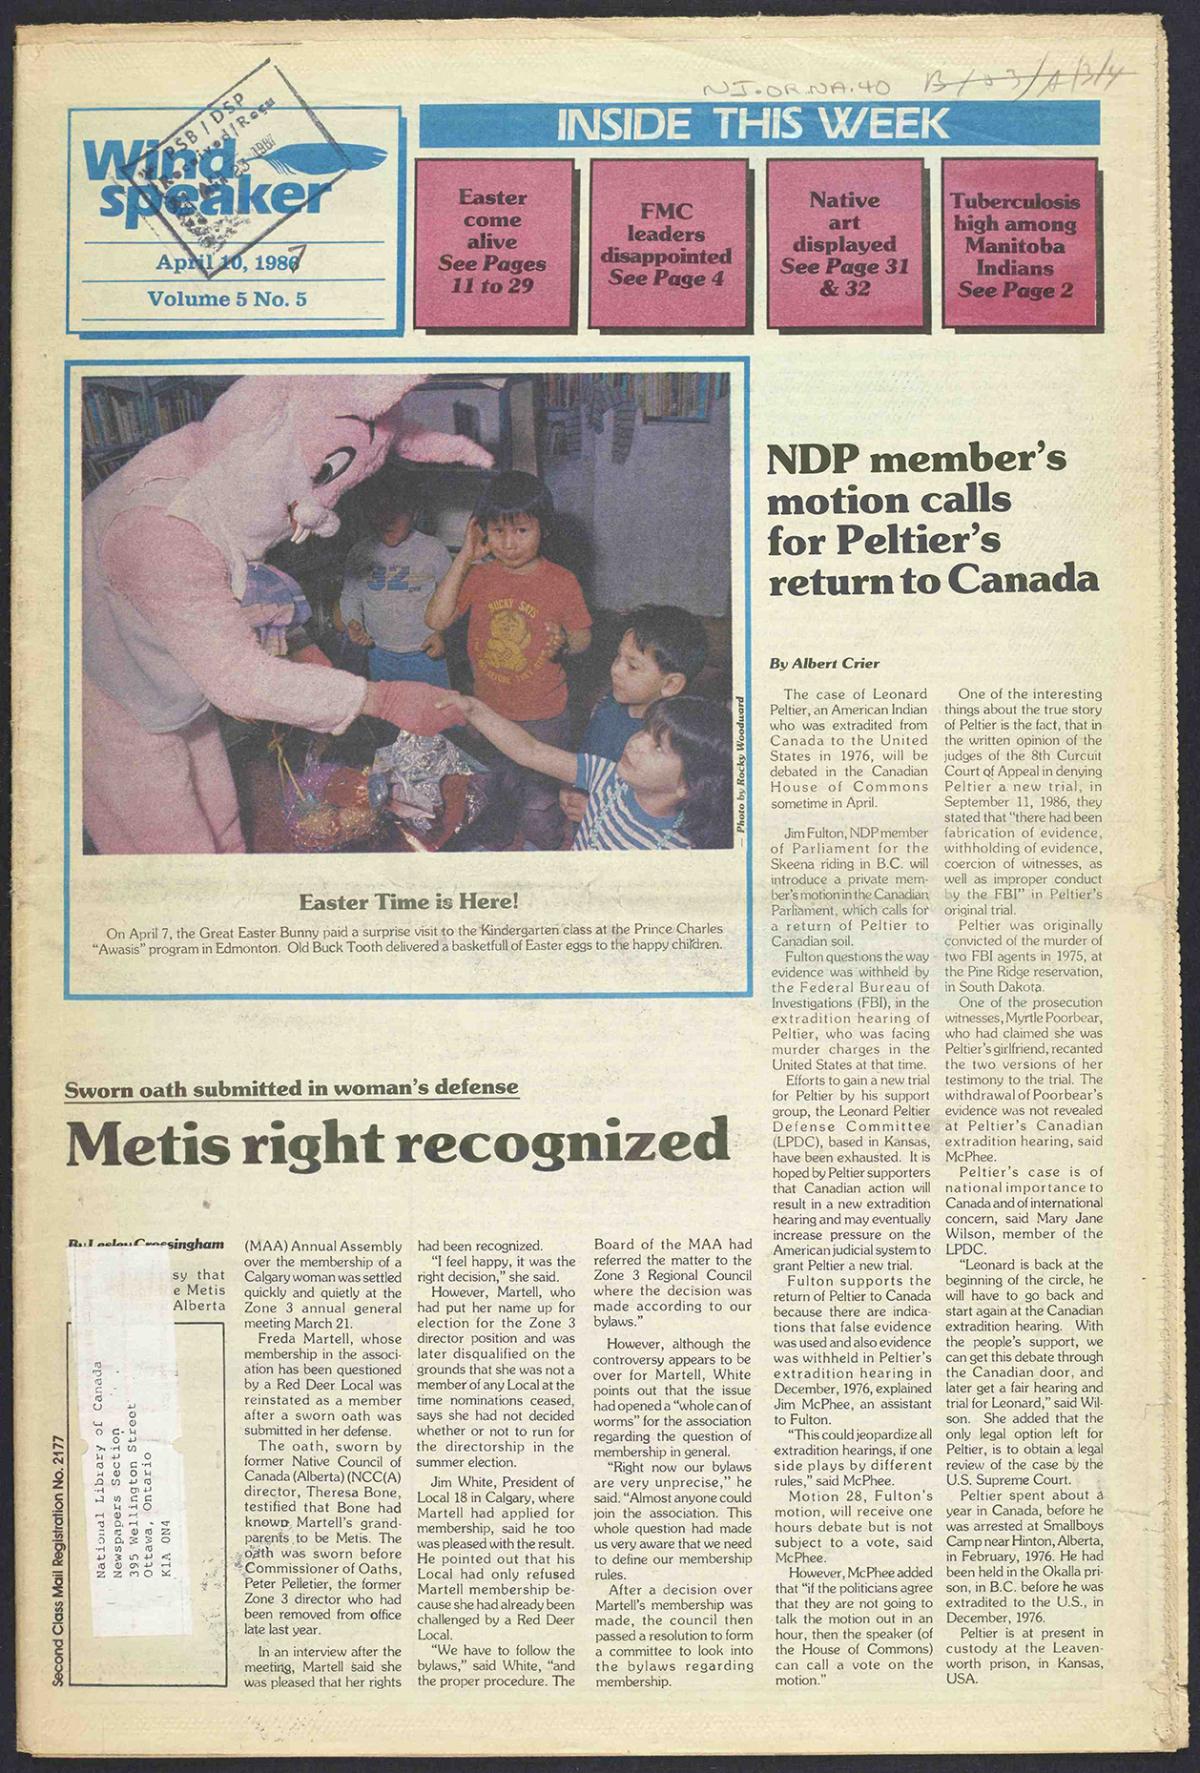 NJ.OR.NA.40
PSB / DSP
Received/Reçu
23 1987
Wind
speaker
April 10, 1986
7
Volume 5 No. 5
INSIDE THIS WEEK
Easter
come
alive
See Pages
11 to 29
FMC
leaders
disappointed
See Page 4
Native
art
displayed
See Page 31
& 32
Tuberculosis
high among
Manitoba
Indians
See Page 2
— Photo by Rocky Woodward
Easter Time is Here!
On April 7, the Great Easter Bunny paid a surprise visit to the Kindergarten class at the Prince Charles
"Awasis" program in Edmonton. Old Buck Tooth delivered a basketfull of Easter eggs to the happy children.
NDP member's
motion calls
for Peltier's
return to Canada
By Albert Crier
The case of Leonard
Peltier, an American Indian
who was extradited from
Canada to the United
States in 1976, will be
debated in the Canadian
House of Commons
sometime in April.
Jim Fulton, NDP member
of Parliament for the
Skeena riding in B.C. will
introduce a private mem-
ber's motion in the Canadian
Parliament, which calls for
a return of Peltier to
Canadian soil.
Fulton questions the way
evidence was withheld by
the Federal Bureau of
Investigations (FBI), in the
extradition hearing of
Peltier, who was facing
murder charges in the
United States at that time.
Efforts to gain a new trial
for Peltier by his support
group, the Leonard Peltier
Defense Committee
(LPDC), based in Kansas,
have been exhausted. It is
hoped by Peltier supporters
that Canadian action will
result in a new extradition
hearing and may eventually
increase pressure on the
American judicial system to
grant Peltier a new trial.
Fulton supports the
return of Peltier to Canada
because there are indica-
tions that false evidence
was used and also evidence
was withheld in Peltier's
extradition hearing in
December, 1976, explained
Jim McPhee, an assistant
to Fulton.
"This could jeopardize all
extradition hearings, if one
side plays by different
rules," said McPhee.
Motion 28, Fulton's
motion, will receive one
hours debate but is not
subject to a vote, said
McPhee.
However, McPhee added
that "if the politicians agree
that they are not going to
talk the motion out in an
hour, then the speaker (of
the House of Commons)
can call a vote on the
motion."
One of the interesting
things about the true story
of Peltier is the fact, that in
the written opinion of the
judges of the 8th Curcuit
Court of Appeal in denying
Peltier a new trial, in
September 11, 1986, they
stated that "there had been
fabrication of evidence,
withholding of evidence,
coercion of witnesses, as
well as improper conduct
by the FBI" in Peltier's
original trial.
Peltier was originally
convicted of the murder of
two FBI agents in 1975, at
the Pine Ridge reservation,
in South Dakota.
One of the prosecution
witnesses, Myrtle Poorbear,
who had claimed she was
Peltier's girlfriend, recanted
the two versions of her
testimony to the trial. The
withdrawal of Poorbear's
evidence was not revealed
at Peltier's Canadian
extradition hearing, said
McPhee.
Peltier's case is of
national importance to
Canada and of international
concern, said Mary Jane
Wilson, member of the
LPDC.
"Leonard is back at the
beginning of the circle, he
will have to go back and
start again at the Canadian
extradition hearing. With
the people's support, we
can get this debate through
the Canadian door, and
later get a fair hearing and
trial for Leonard," said Wil-
son. She added that the
only legal option left for
Peltier, is to obtain a legal
review of the case by the
U.S. Supreme Court.
Peltier spent about a
year in Canada, before he
was arrested at Smallboys
Camp near Hinton, Alberta,
in February, 1976. He had
been held in the Okalla pri-
son, in B.C. before he was
extradited to the U.S., in
December, 1976.
Peltier is at present in
custody at the Leaven-
worth prison, in Kansas,
USA.
Sworn oath submitted in woman's defense
Metis right recognized
By Lesley Crossingham
sy that
e Metis
Alberta
Second Class Mail Registration No. 2177
National Library of Canada
Newspapers Section
395 Wellington Street
Ottawa, Ontario
K1A 0N4
(MAA) Annual Assembly
over the membership of a
Calgary woman was settled
quickly and quietly at the
Zone 3 annual general
meeting March 21.
Freda Martell, whose
membership in the associ-
ation has been questioned
by a Red Deer Local was
reinstated as a member
after a sworn oath was
submitted in her defense.
The oath, sworn by
former Native Council of
Canada (Alberta) (NCC(A)
director, Theresa Bone,
testified that Bone had
known Martell's grand-
parents to be Metis. The
oath was sworn before
Commissioner of Oaths,
Peter Pelletier, the former
Zone 3 director who had
been removed from office
late last year.
In an interview after the
meeting, Martell said she
was pleased that her rights
had been recognized.
"I feel happy, it was the
right decision," she said.
However, Martell, who
had put her name up for
election for the Zone 3
director position and was
later disqualified on the
grounds that she was not a
member of any Local at the
time nominations ceased,
says she had not decided
whether or not to run for
the directorship in the
summer election.
Jim White, President of
Local 18 in Calgary, where
Martell had applied for
membership, said he too
was pleased with the result.
He pointed out that his
Local had only refused
Martell membership be-
cause she had already been
challenged by a Red Deer
Local.
"We have to follow the
bylaws," said White, "and
the proper procedure. The
Board of the MAA had
referred the matter to the
Zone 3 Regional Council
where the decision was
made according to our
bylaws."
However, although the
controversy appears to be
over for Martell, White
points out that the issue
had opened a "whole can of
worms" for the association
regarding the question of
membership in general.
"Right now our bylaws
are very unprecise," he
said. "Almost anyone could
join the association. This
whole question had made
us very aware that we need
to define our membership
rules.
After a decision over
Martell's membership was
made, the council then
passed a resolution to form
a committee to look into
the bylaws regarding
membership.